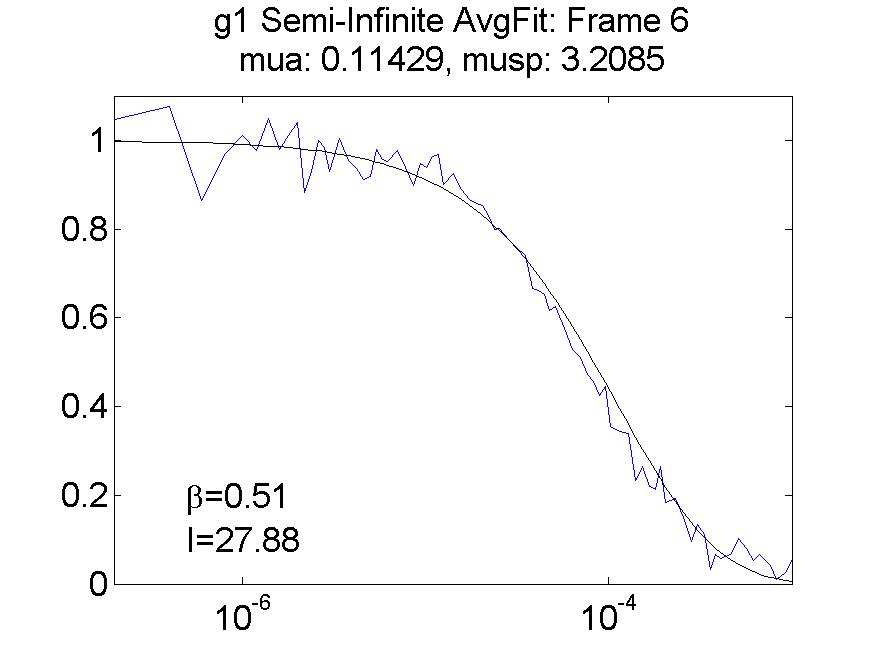 g1 Semi-Infinite AvgFit: Frame 6
mua: 0.11429, musp: 3.2085
1
0.8
0.6
0.4
0.2
0
β=0.51
I=27.88
10^-6
10^-4